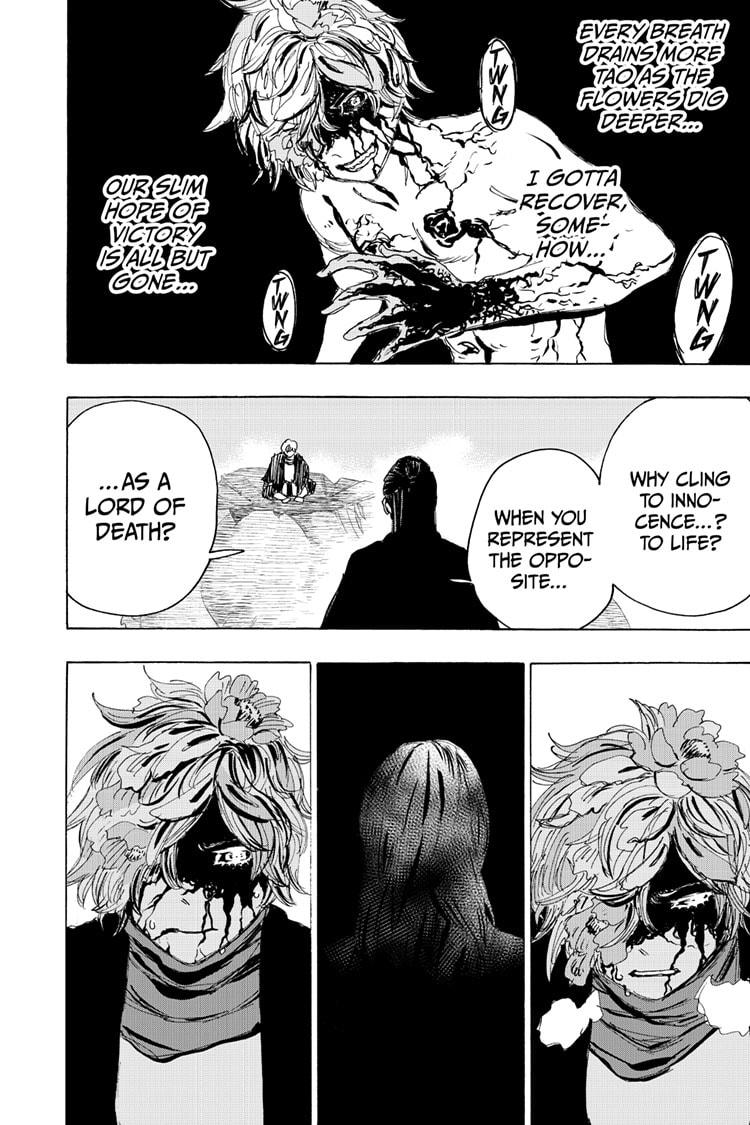 EVERY BREATH
DRAINS MORE
TAO AS THE
FLOWERS DIG
DEEPER...
TWNG
I GOTTA
RECOVER,
SOME-
HOW...
TWNG
OUR SLIM
HOPE OF
VICTORY
IS ALL BUT
GONE...
TWNG
WHY CLING
TO INNO-
CENCE...?
TO LIFE?
WHEN YOU
REPRESENT
THE OPPO-
SITE...
...AS A
LORD OF
DEATH?